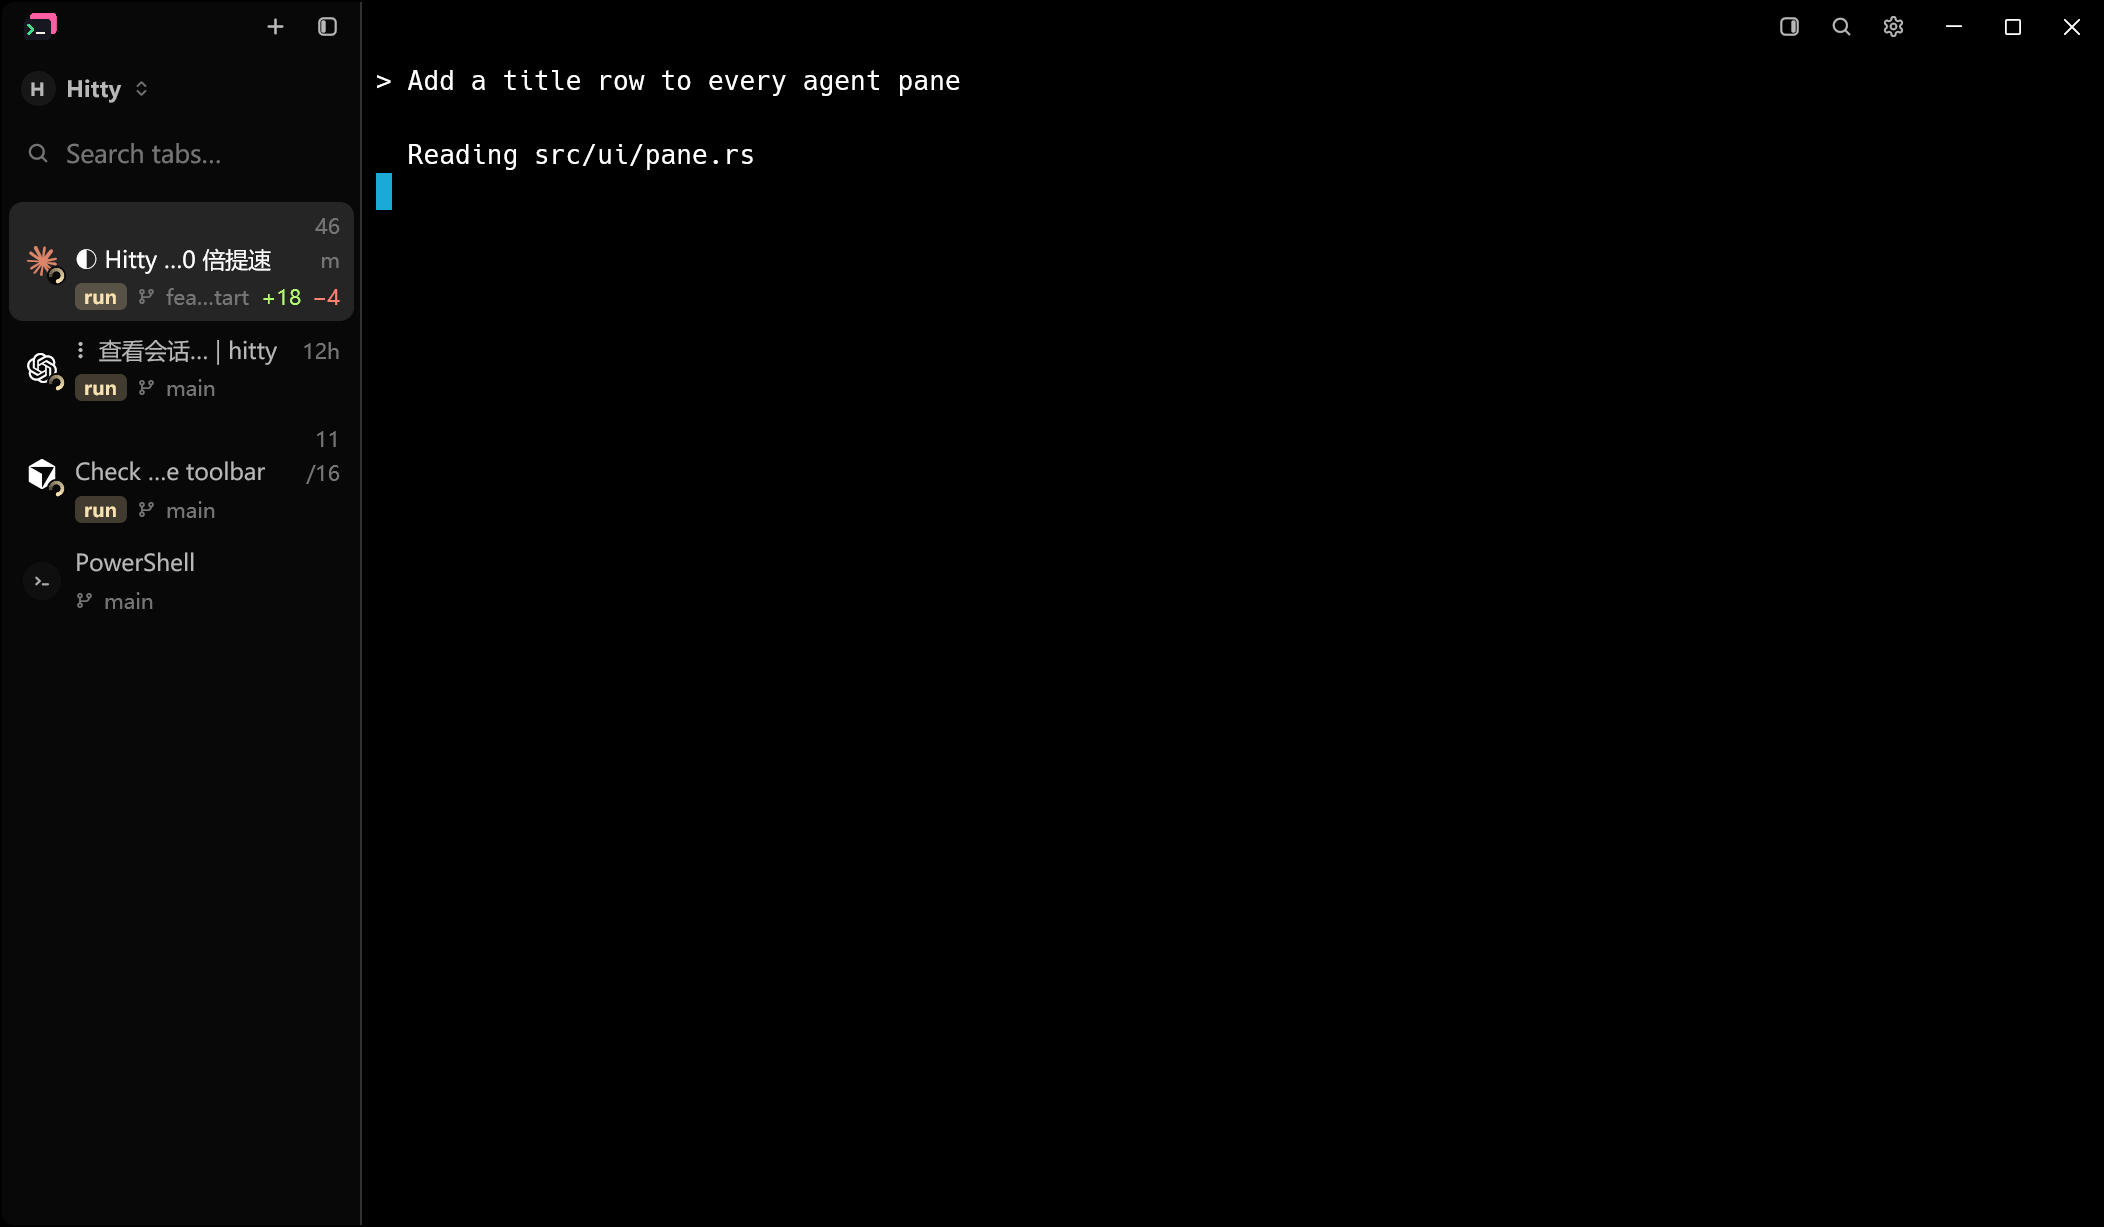 H Hitty
Search tabs...
46
◐ Hitty ...0 倍提速 m
run fea...tart +18 −4
⋮ 查看会话... | hitty 12h
run main
11
Check ...e toolbar /16
run main
PowerShell
main
> Add a title row to every agent pane
Reading src/ui/pane.rs